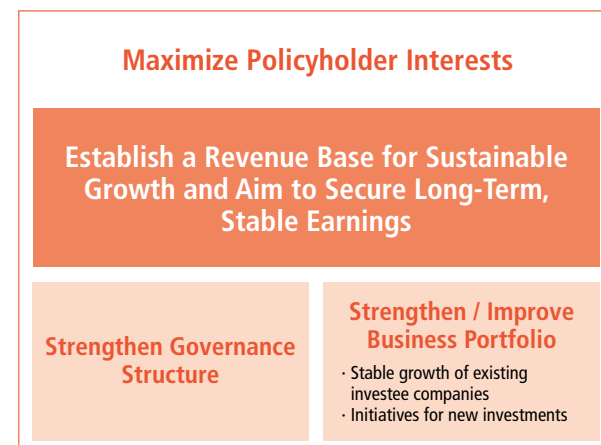 Maximize Policyholder Interests
Establish a Revenue Base for Sustainable
Growth and Aim to Secure Long-Term,
Stable Earnings
Strengthen Governance
Structure
Strengthen / Improve
Business Portfolio
· Stable growth of existing
investee companies
· Initiatives for new investments